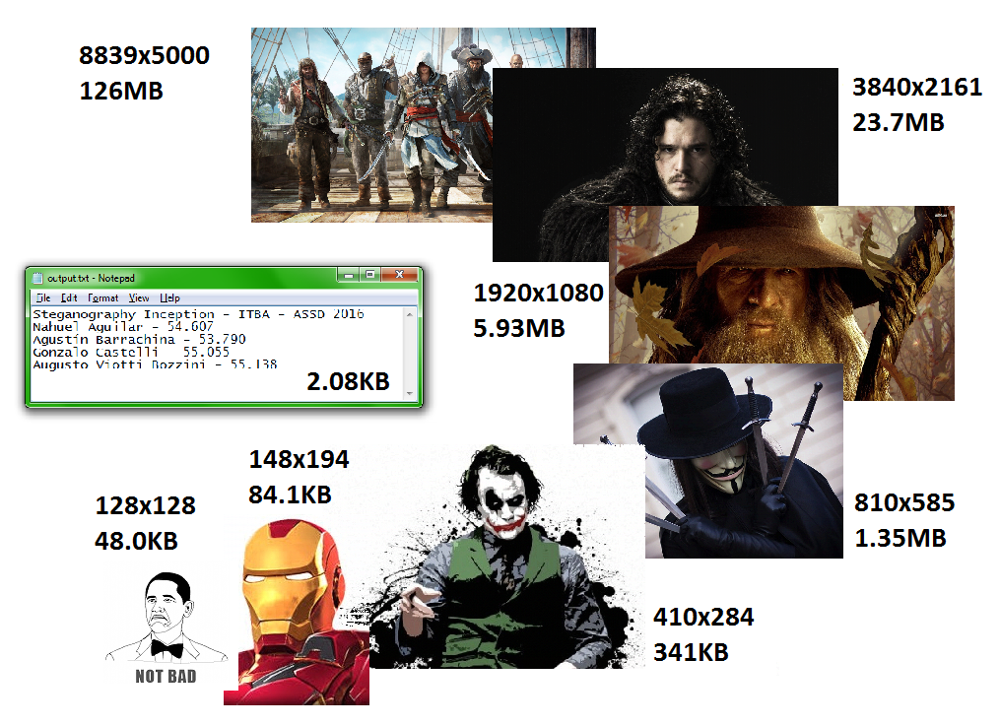 8839x5000
126MB
3840x2161
23.7MB
output.txt - Notepad
File Edit Format View Help
Steganography Inception - ITBA - ASSD 2016
Nahuel Aguilar - 54.607
Agustín Barrachina - 53.790
Gonzalo Castelli - 55.055
Augusto Viotti Bozzini - 55.138
2.08KB
1920x1080
5.93MB
148x194
84.1KB
128x128
48.0KB
810x585
1.35MB
410x284
341KB
NOT BAD